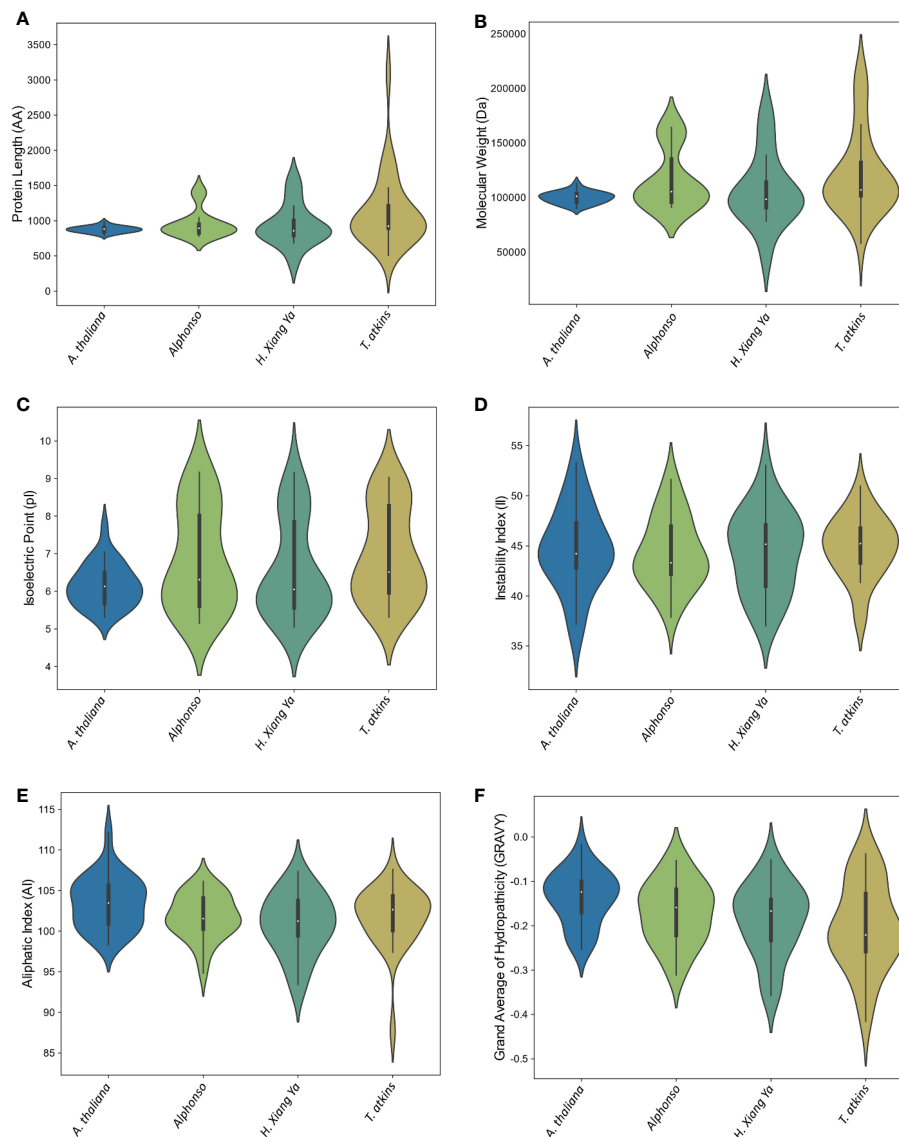 A
Protein Length (AA)
3500
3000
2500
2000
1500
1000
500
0
A. thaliana
Alphonso
H. Xiang Ya
T. atkins
B
Molecular Weight (Da)
250000
200000
150000
100000
50000
A. thaliana
Alphonso
H. Xiang Ya
T. atkins
C
Isoelectric Point (pI)
10
9
8
7
6
5
4
A. thaliana
Alphonso
H. Xiang Ya
T. atkins
D
Instability Index (II)
55
50
45
40
35
A. thaliana
Alphonso
H. Xiang Ya
T. atkins
E
Aliphatic Index (AI)
115
110
105
100
95
90
85
A. thaliana
Alphonso
H. Xiang Ya
T. atkins
F
Grand Average of Hydropathicity (GRAVY)
0.0
-0.1
-0.2
-0.3
-0.4
-0.5
A. thaliana
Alphonso
H. Xiang Ya
T. atkins